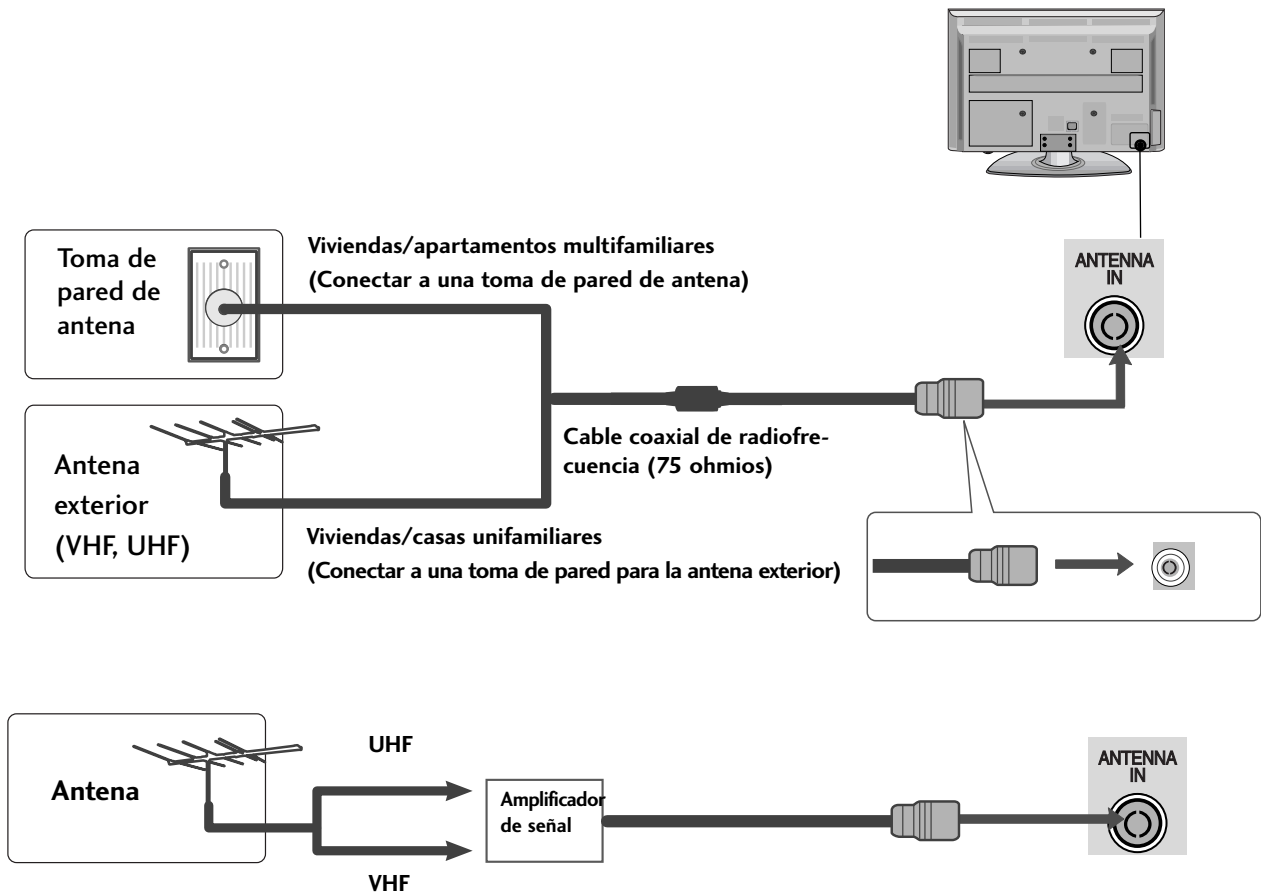 ANTENNA
IN
Toma de
pared de
antena
Viviendas/apartamentos multifamiliares
(Conectar a una toma de pared de antena)
Antena
exterior
(VHF, UHF)
Cable coaxial de radiofre-
cuencia (75 ohmios)
Viviendas/casas unifamiliares
(Conectar a una toma de pared para la antena exterior)
Antena
UHF
VHF
Amplificador
de señal
ANTENNA
IN